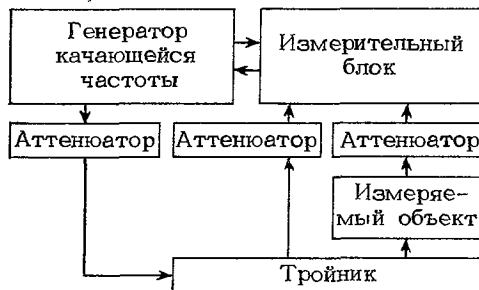 Генератор
качающейся
частоты
Измерительный
блок
Аттенюатор
Аттенюатор
Аттенюатор
Измеряе-
мый объект
Тройник